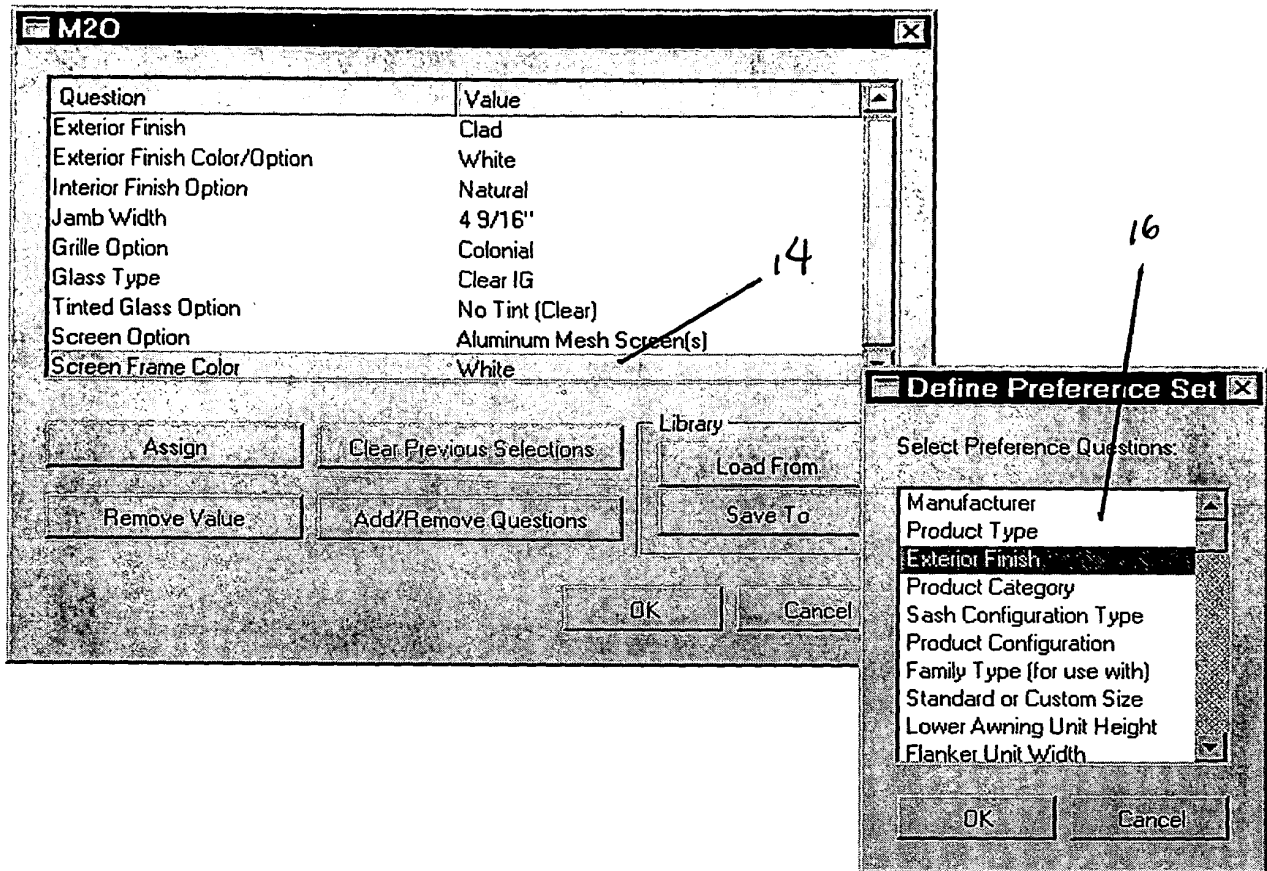 M2O
Question Value
Exterior Finish Clad
Exterior Finish Color/Option White
Interior Finish Option Natural
Jamb Width 4 9/16"
Grille Option Colonial
Glass Type Clear IG
Tinted Glass Option No Tint (Clear)
Screen Option Aluminum Mesh Screen(s)
Screen Frame Color White
14
Assign Clear Previous Selections
Library
Load From
Remove Value Add/Remove Questions
Save To
OK Cancel
16
Define Preference Set
Select Preference Questions:
Manufacturer
Product Type
Exterior Finish
Product Category
Sash Configuration Type
Product Configuration
Family Type (for use with)
Standard or Custom Size
Lower Awning Unit Height
Flanker Unit Width
OK Cancel